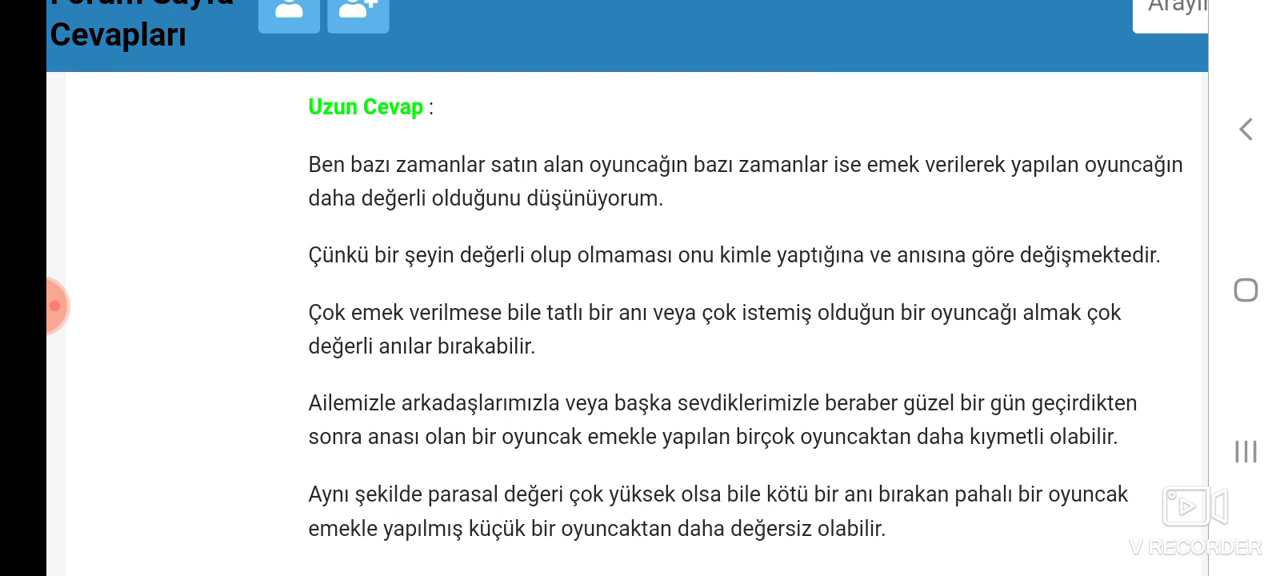 Cevapları
Uzun Cevap :
Ben bazı zamanlar satın alan oyuncağın bazı zamanlar ise emek verilerek yapılan oyuncağın
daha değerli olduğunu düşünüyorum.
Çünkü bir şeyin değerli olup olmaması onu kimle yaptığına ve anısına göre değişmektedir.
Çok emek verilmese bile tatlı bir anı veya çok istemiş olduğun bir oyuncağı almak çok
değerli anılar bırakabilir.
Ailemizle arkadaşlarımızla veya başka sevdiklerimizle beraber güzel bir gün geçirdikten
sonra anası olan bir oyuncak emekle yapılan birçok oyuncaktan daha kıymetli olabilir.
Aynı şekilde parasal değeri çok yüksek olsa bile kötü bir anı bırakan pahalı bir oyuncak
emekle yapılmış küçük bir oyuncaktan daha değersiz olabilir.
V RECORDER